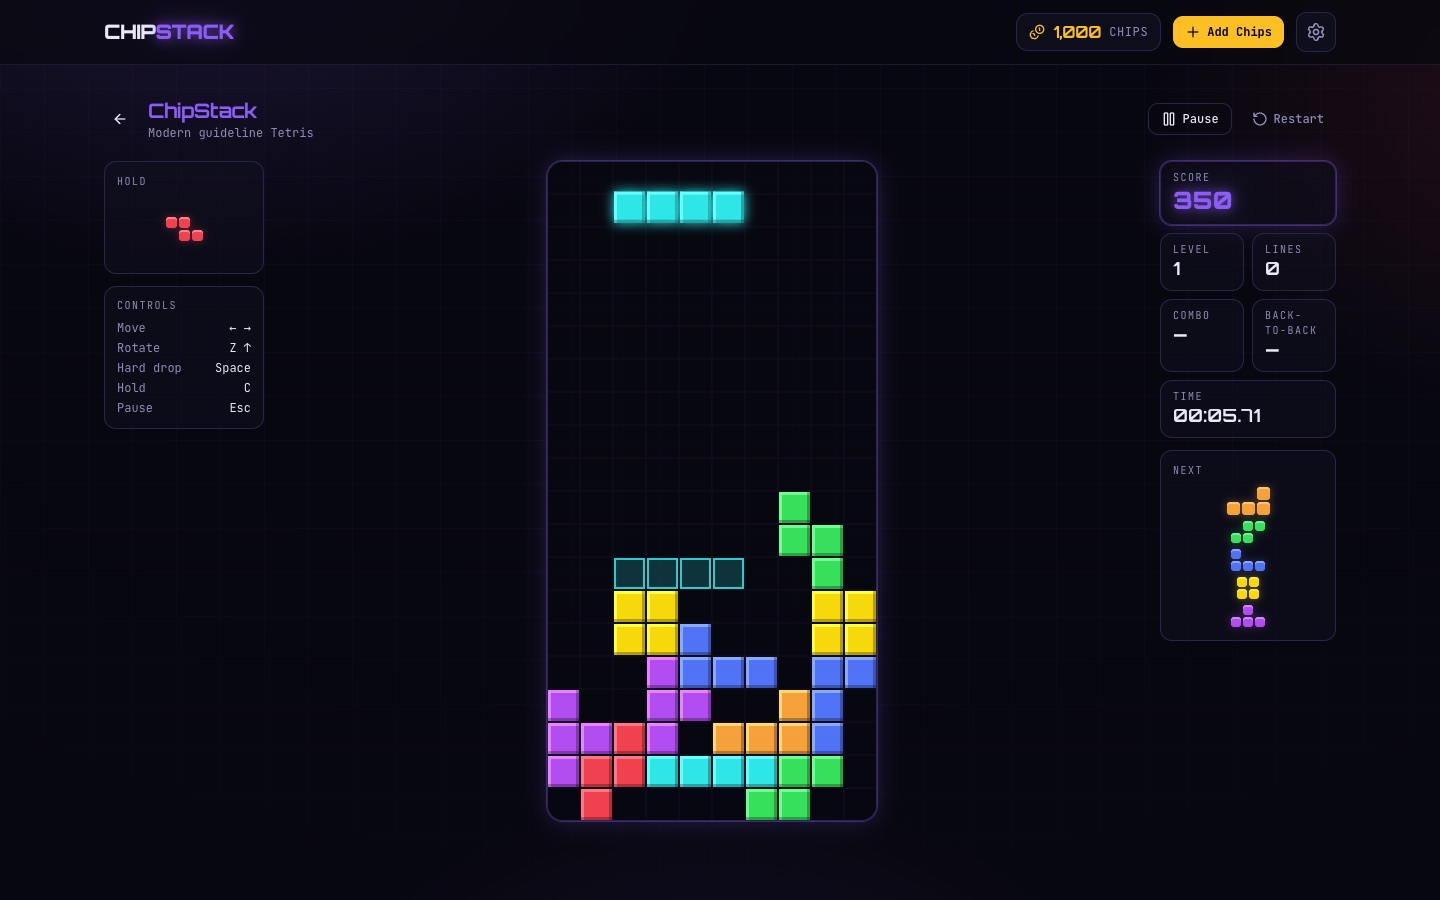 CHIPSTACK
1,000 CHIPS
Add Chips
ChipStack
Modern guideline Tetris
Pause
Restart
HOLD
CONTROLS
Move ← →
Rotate Z ↑
Hard drop Space
Hold C
Pause Esc
SCORE
350
LEVEL
1
LINES
0
COMBO
—
BACK-
TO-BACK
—
TIME
00:05.71
NEXT